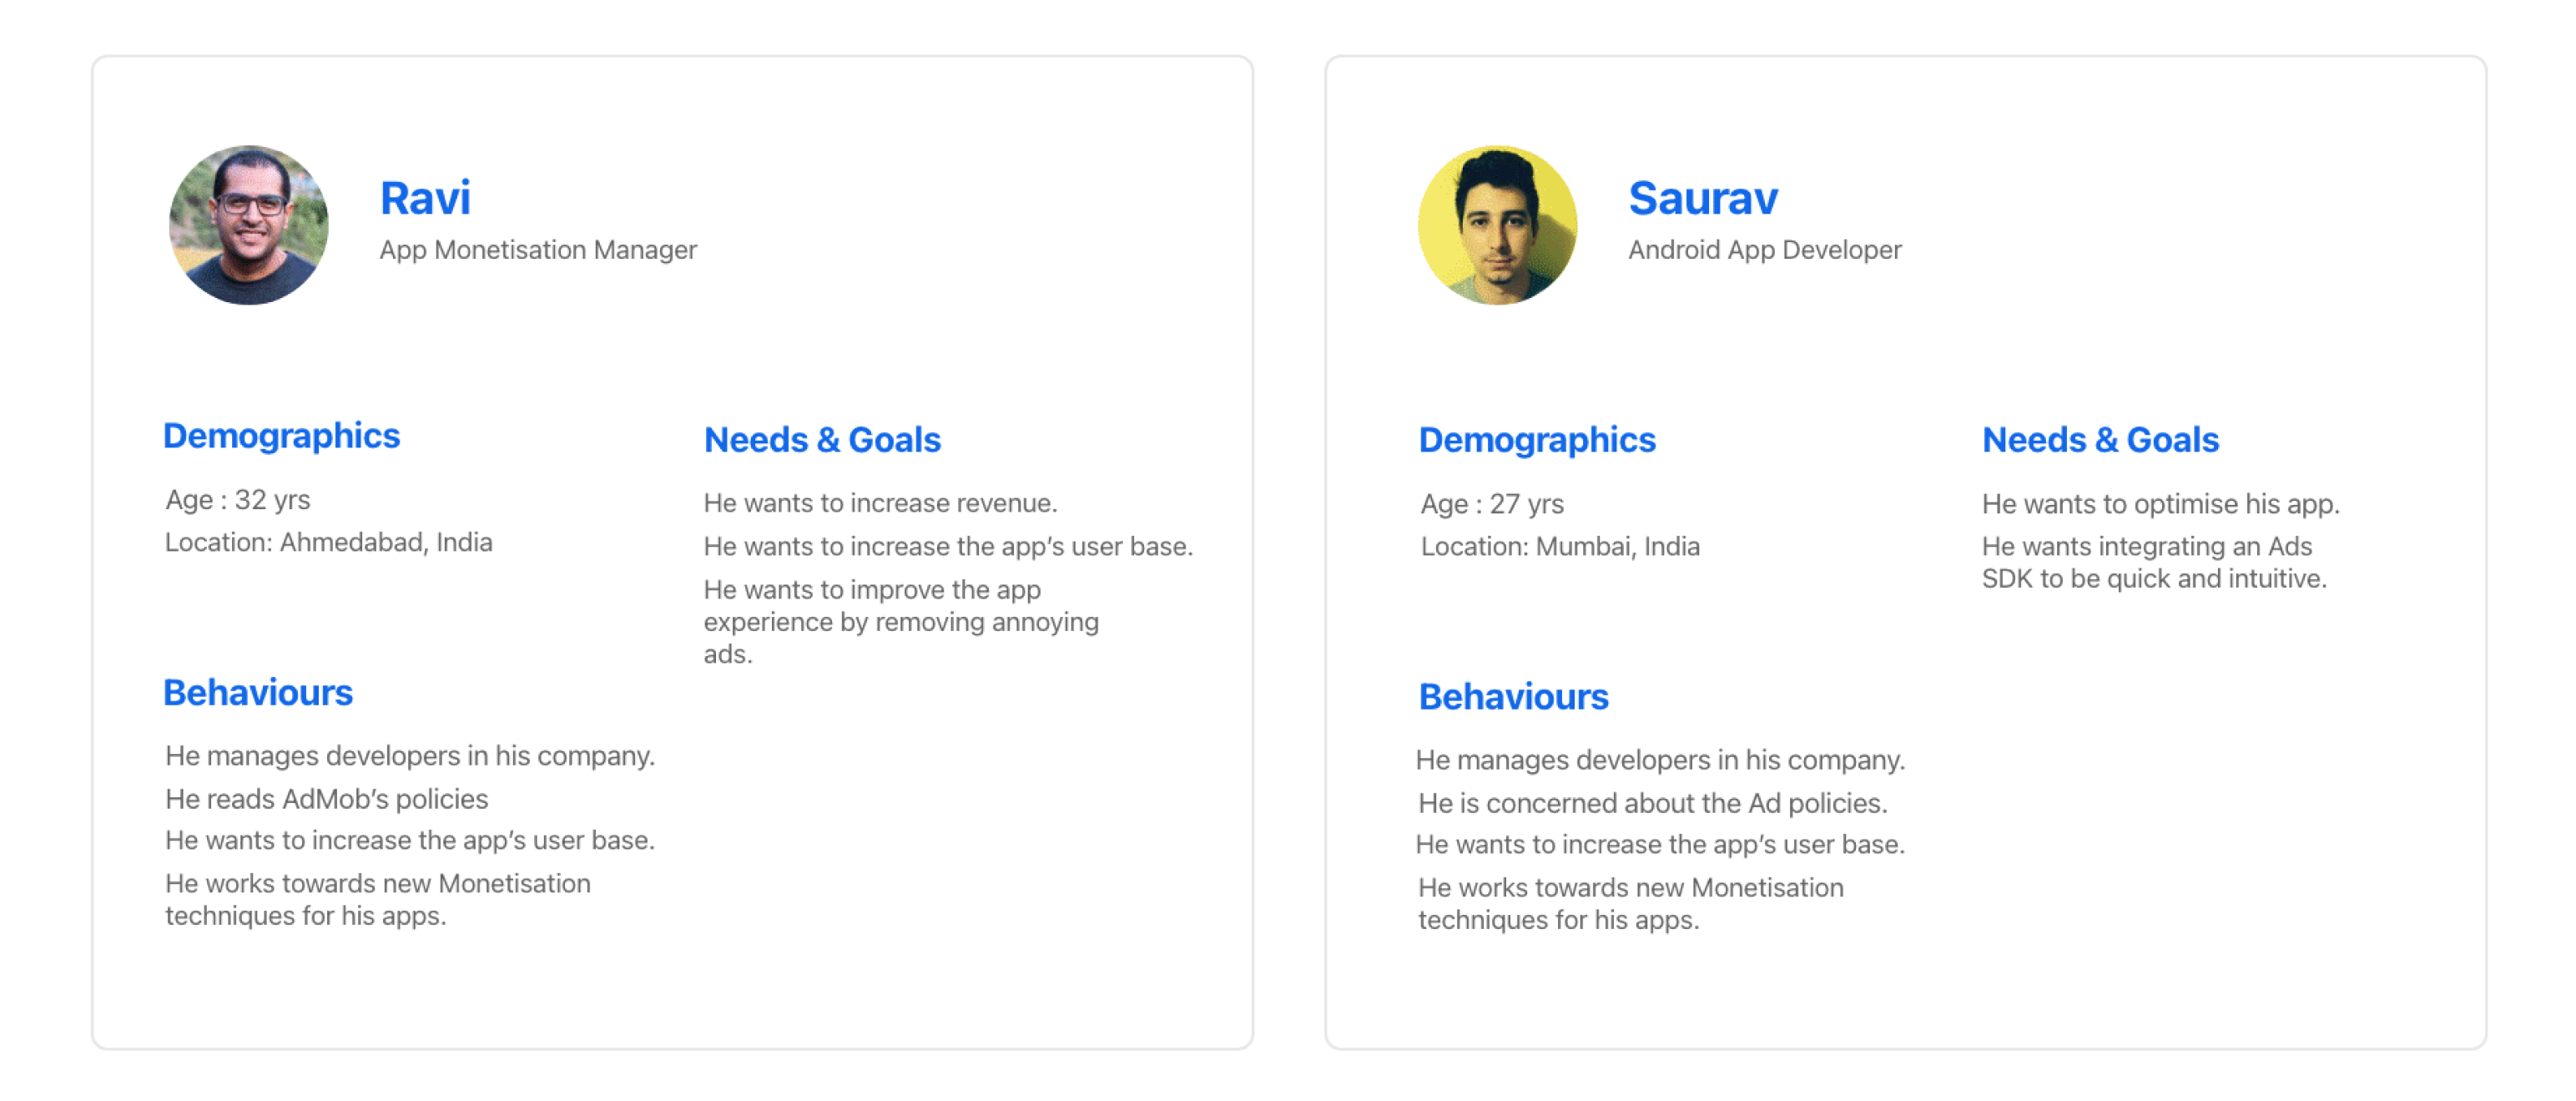 Ravi
App Monetisation Manager
Demographics
Age : 32 yrs
Location: Ahmedabad, India
Needs & Goals
He wants to increase revenue.
He wants to increase the app’s user base.
He wants to improve the app
experience by removing annoying
ads.
Behaviours
He manages developers in his company.
He reads AdMob’s policies
He wants to increase the app’s user base.
He works towards new Monetisation
techniques for his apps.
Saurav
Android App Developer
Demographics
Age : 27 yrs
Location: Mumbai, India
Needs & Goals
He wants to optimise his app.
He wants integrating an Ads
SDK to be quick and intuitive.
Behaviours
He manages developers in his company.
He is concerned about the Ad policies.
He wants to increase the app’s user base.
He works towards new Monetisation
techniques for his apps.